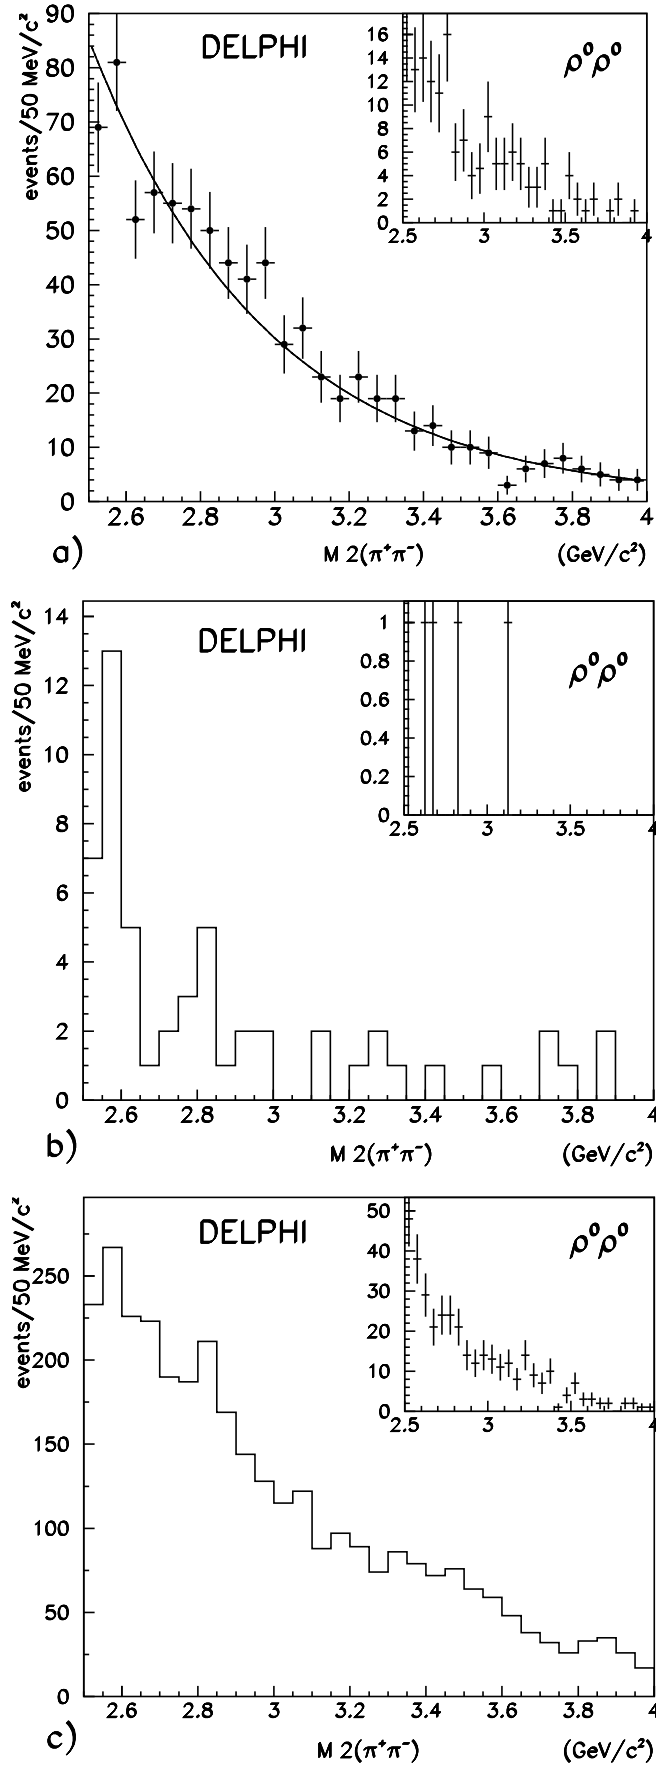 events/50 MeV/c²
90
80
70
60
50
40
30
20
10
0
DELPHI
ρ⁰ρ⁰
16
14
12
10
8
6
4
2
0
2.5 3 3.5 4
2.6 2.8 3 3.2 3.4 3.6 3.8 4
a)
M 2(π⁺π⁻) (GeV/c²)
events/50 MeV/c²
14
12
10
8
6
4
2
0
DELPHI
ρ⁰ρ⁰
1
0.8
0.6
0.4
0.2
0
2.5 3 3.5 4
2.6 2.8 3 3.2 3.4 3.6 3.8 4
b)
M 2(π⁺π⁻) (GeV/c²)
events/50 MeV/c²
250
200
150
100
50
0
DELPHI
ρ⁰ρ⁰
50
40
30
20
10
0
2.5 3 3.5 4
2.6 2.8 3 3.2 3.4 3.6 3.8 4
c)
M 2(π⁺π⁻) (GeV/c²)